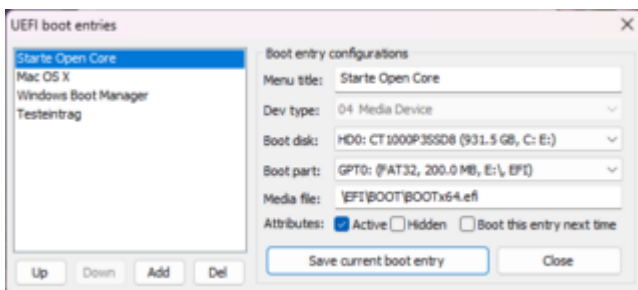 UEFI boot entries
Starte Open Core
Mac OS X
Windows Boot Manager
Testeintrag
Up Down Add Del
Boot entry configurations
Menu title: Starte Open Core
Dev type: 04 Media Device
Boot disk: HD0: CT1000P3SSD8 (931.5 GB, C: E:)
Boot part: GPT0: (FAT32, 200.0 MB, E:\, EFI)
Media file: \EFI\BOOT\BOOTx64.efi
Attributes: Active Hidden Boot this entry next time
Save current boot entry Close